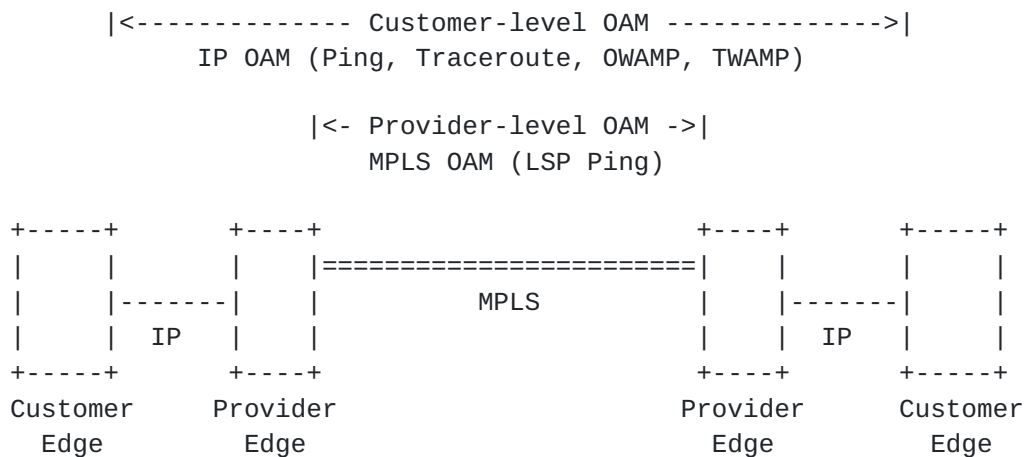 |<-------------- Customer-level OAM -------------->|
IP OAM (Ping, Traceroute, OWAMP, TWAMP)
|<- Provider-level OAM ->|
MPLS OAM (LSP Ping)
+-----+       +----+                        +----+       +-----+
|     |       |    |========================|    |       |     |
|     |-------|    |          MPLS          |    |-------|     |
|     |  IP   |    |                        |    |  IP   |     |
+-----+       +----+                        +----+       +-----+
Customer Provider Provider Customer
Edge Edge Edge Edge